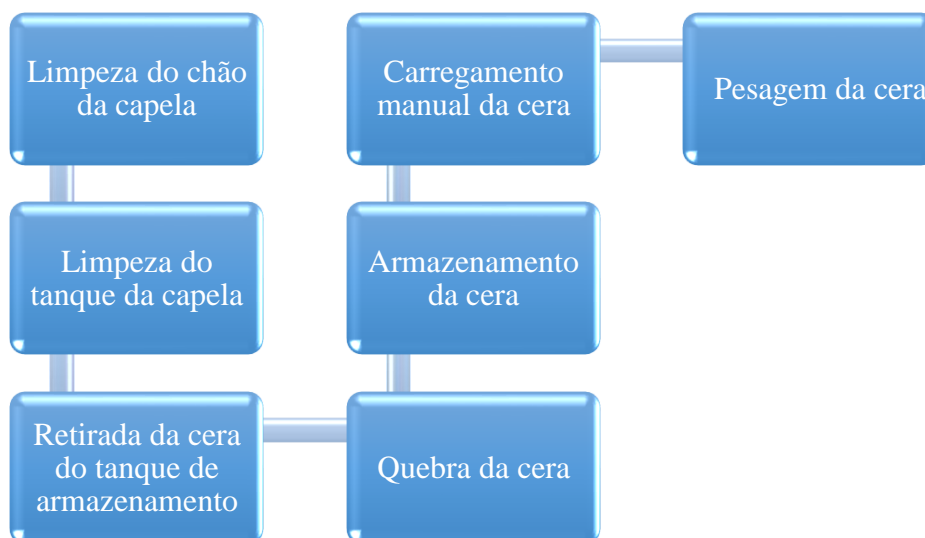 Limpeza do chão
da capela
Limpeza do
tanque da capela
Retirada da cera
do tanque de
armazenamento
Quebra da cera
Armazenamento
da cera
Carregamento
manual da cera
Pesagem da cera